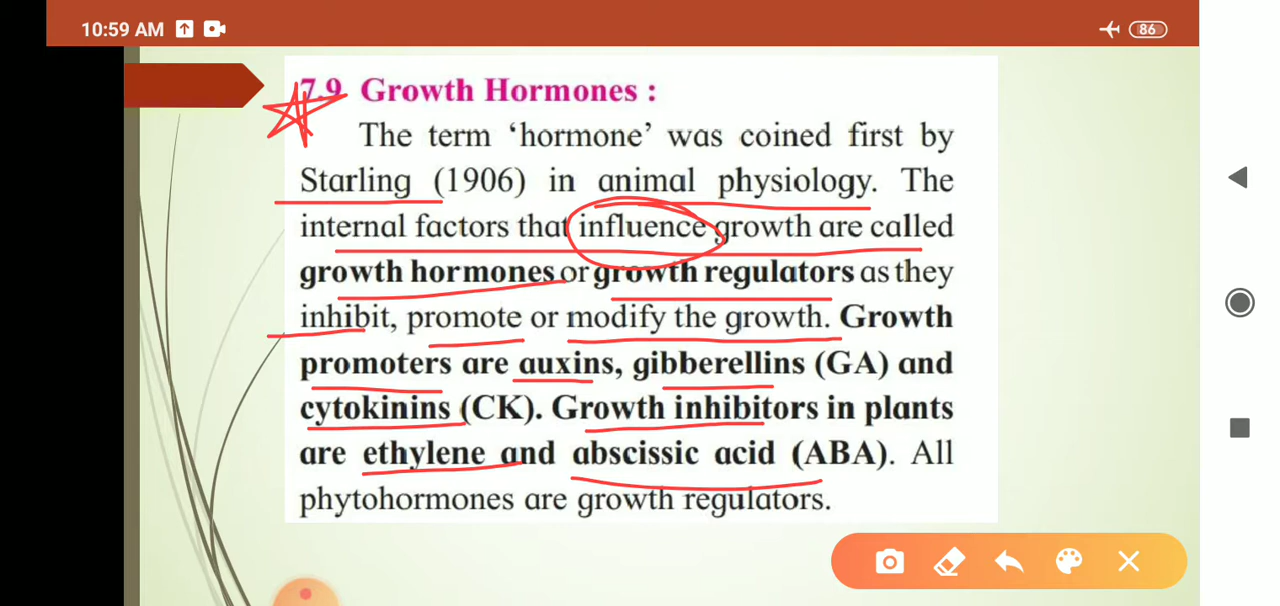 10:59 AM
86
7.9 Growth Hormones :
The term ‘hormone’ was coined first by
Starling (1906) in animal physiology. The
internal factors that influence growth are called
growth hormones or growth regulators as they
inhibit, promote or modify the growth. Growth
promoters are auxins, gibberellins (GA) and
cytokinins (CK). Growth inhibitors in plants
are ethylene and abscissic acid (ABA). All
phytohormones are growth regulators.